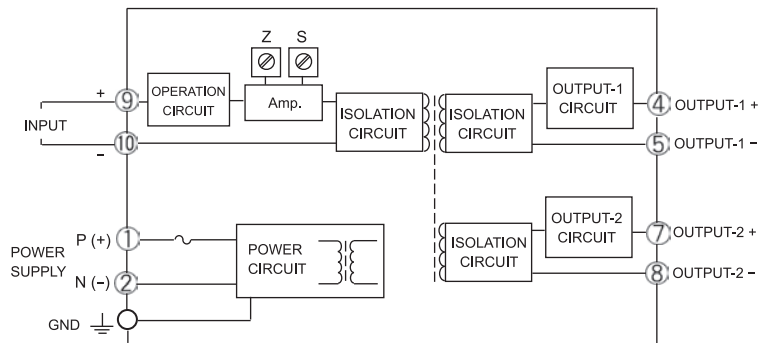 Z
S
+
⑨
OPERATION
CIRCUIT
Amp.
INPUT
−
⑩
ISOLATION
CIRCUIT
ISOLATION
CIRCUIT
OUTPUT-1
CIRCUIT
④
OUTPUT-1 +
⑤
OUTPUT-1 −
POWER
SUPPLY
P (+)
①
N (−)
②
GND
POWER
CIRCUIT
ISOLATION
CIRCUIT
OUTPUT-2
CIRCUIT
⑦
OUTPUT-2 +
⑧
OUTPUT-2 −